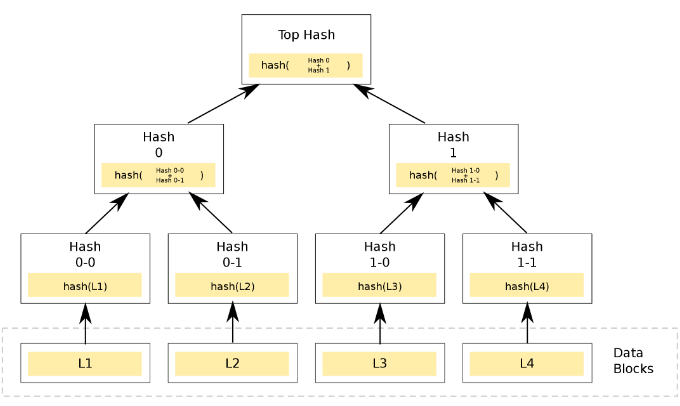 Top Hash
hash( Hash 0 + Hash 1 )
Hash
0
hash( Hash 0-0 + Hash 0-1 )
Hash
1
hash( Hash 1-0 + Hash 1-1 )
Hash
0-0
hash(L1)
Hash
0-1
hash(L2)
Hash
1-0
hash(L3)
Hash
1-1
hash(L4)
L1
L2
L3
L4
Data
Blocks